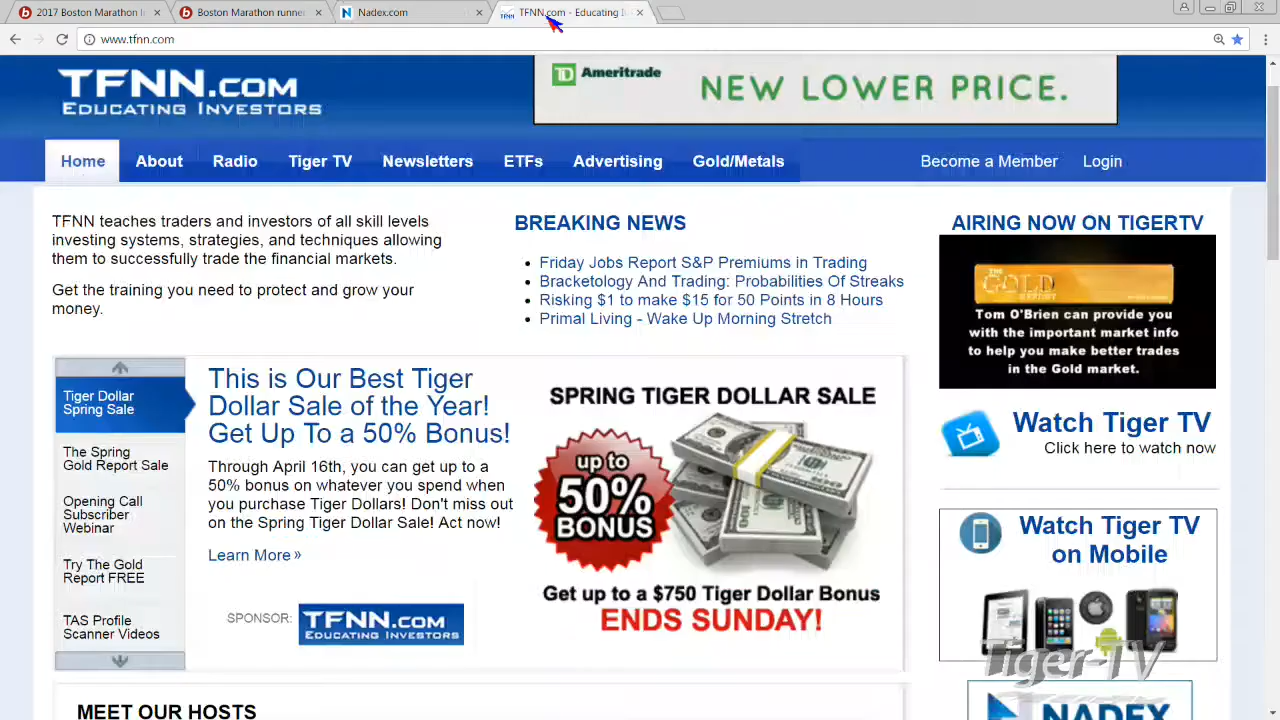 2017 Boston Marathon
Boston Marathon runner
Nadex.com
TFNN.com - Educating
www.tfnn.com
TFNN.com
Educating Investors
Ameritrade
NEW LOWER PRICE.
Home
About
Radio
Tiger TV
Newsletters
ETFs
Advertising
Gold/Metals
Become a Member
Login
TFNN teaches traders and investors of all skill levels
investing systems, strategies, and techniques allowing
them to successfully trade the financial markets.
Get the training you need to protect and grow your
money.
BREAKING NEWS
Friday Jobs Report S&P Premiums in Trading
Bracketology And Trading: Probabilities Of Streaks
Risking $1 to make $15 for 50 Points in 8 Hours
Primal Living - Wake Up Morning Stretch
AIRING NOW ON TIGERTV
THE
GOLD
REPORT
Tom O'Brien can provide you
with the important market info
to help you make better trades
in the Gold market.
Watch Tiger TV
Click here to watch now
Watch Tiger TV
on Mobile
Tiger Dollar
Spring Sale
The Spring
Gold Report Sale
Opening Call
Subscriber
Webinar
Try The Gold
Report FREE
TAS Profile
Scanner Videos
This is Our Best Tiger
Dollar Sale of the Year!
Get Up To a 50% Bonus!
Through April 16th, you can get up to a
50% bonus on whatever you spend when
you purchase Tiger Dollars! Don't miss out
on the Spring Tiger Dollar Sale! Act now!
Learn More »
SPONSOR:
TFNN.com
Educating Investors
SPRING TIGER DOLLAR SALE
up to
50%
BONUS
Get up to a $750 Tiger Dollar Bonus
ENDS SUNDAY!
Tiger-TV
NADEX
MEET OUR HOSTS